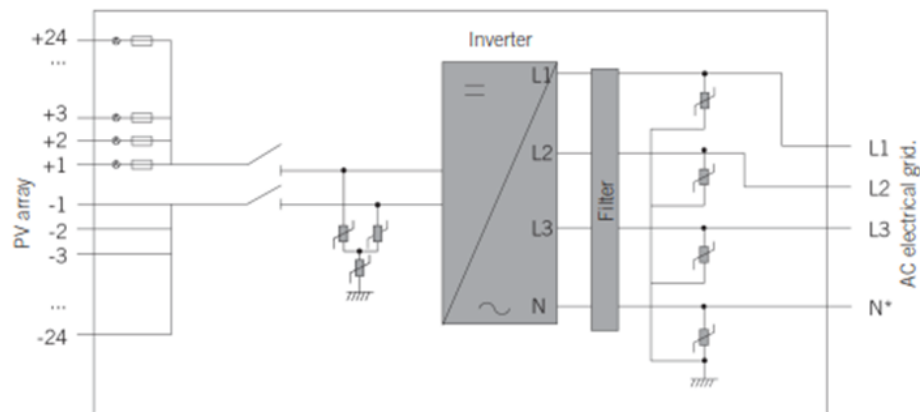 Inverter
+24
...
+3
+2
+1
-1
-2
-3
...
-24
PV array
L1
L2
L3
N
Filter
L1
L2
L3
N*
AC electrical grid.